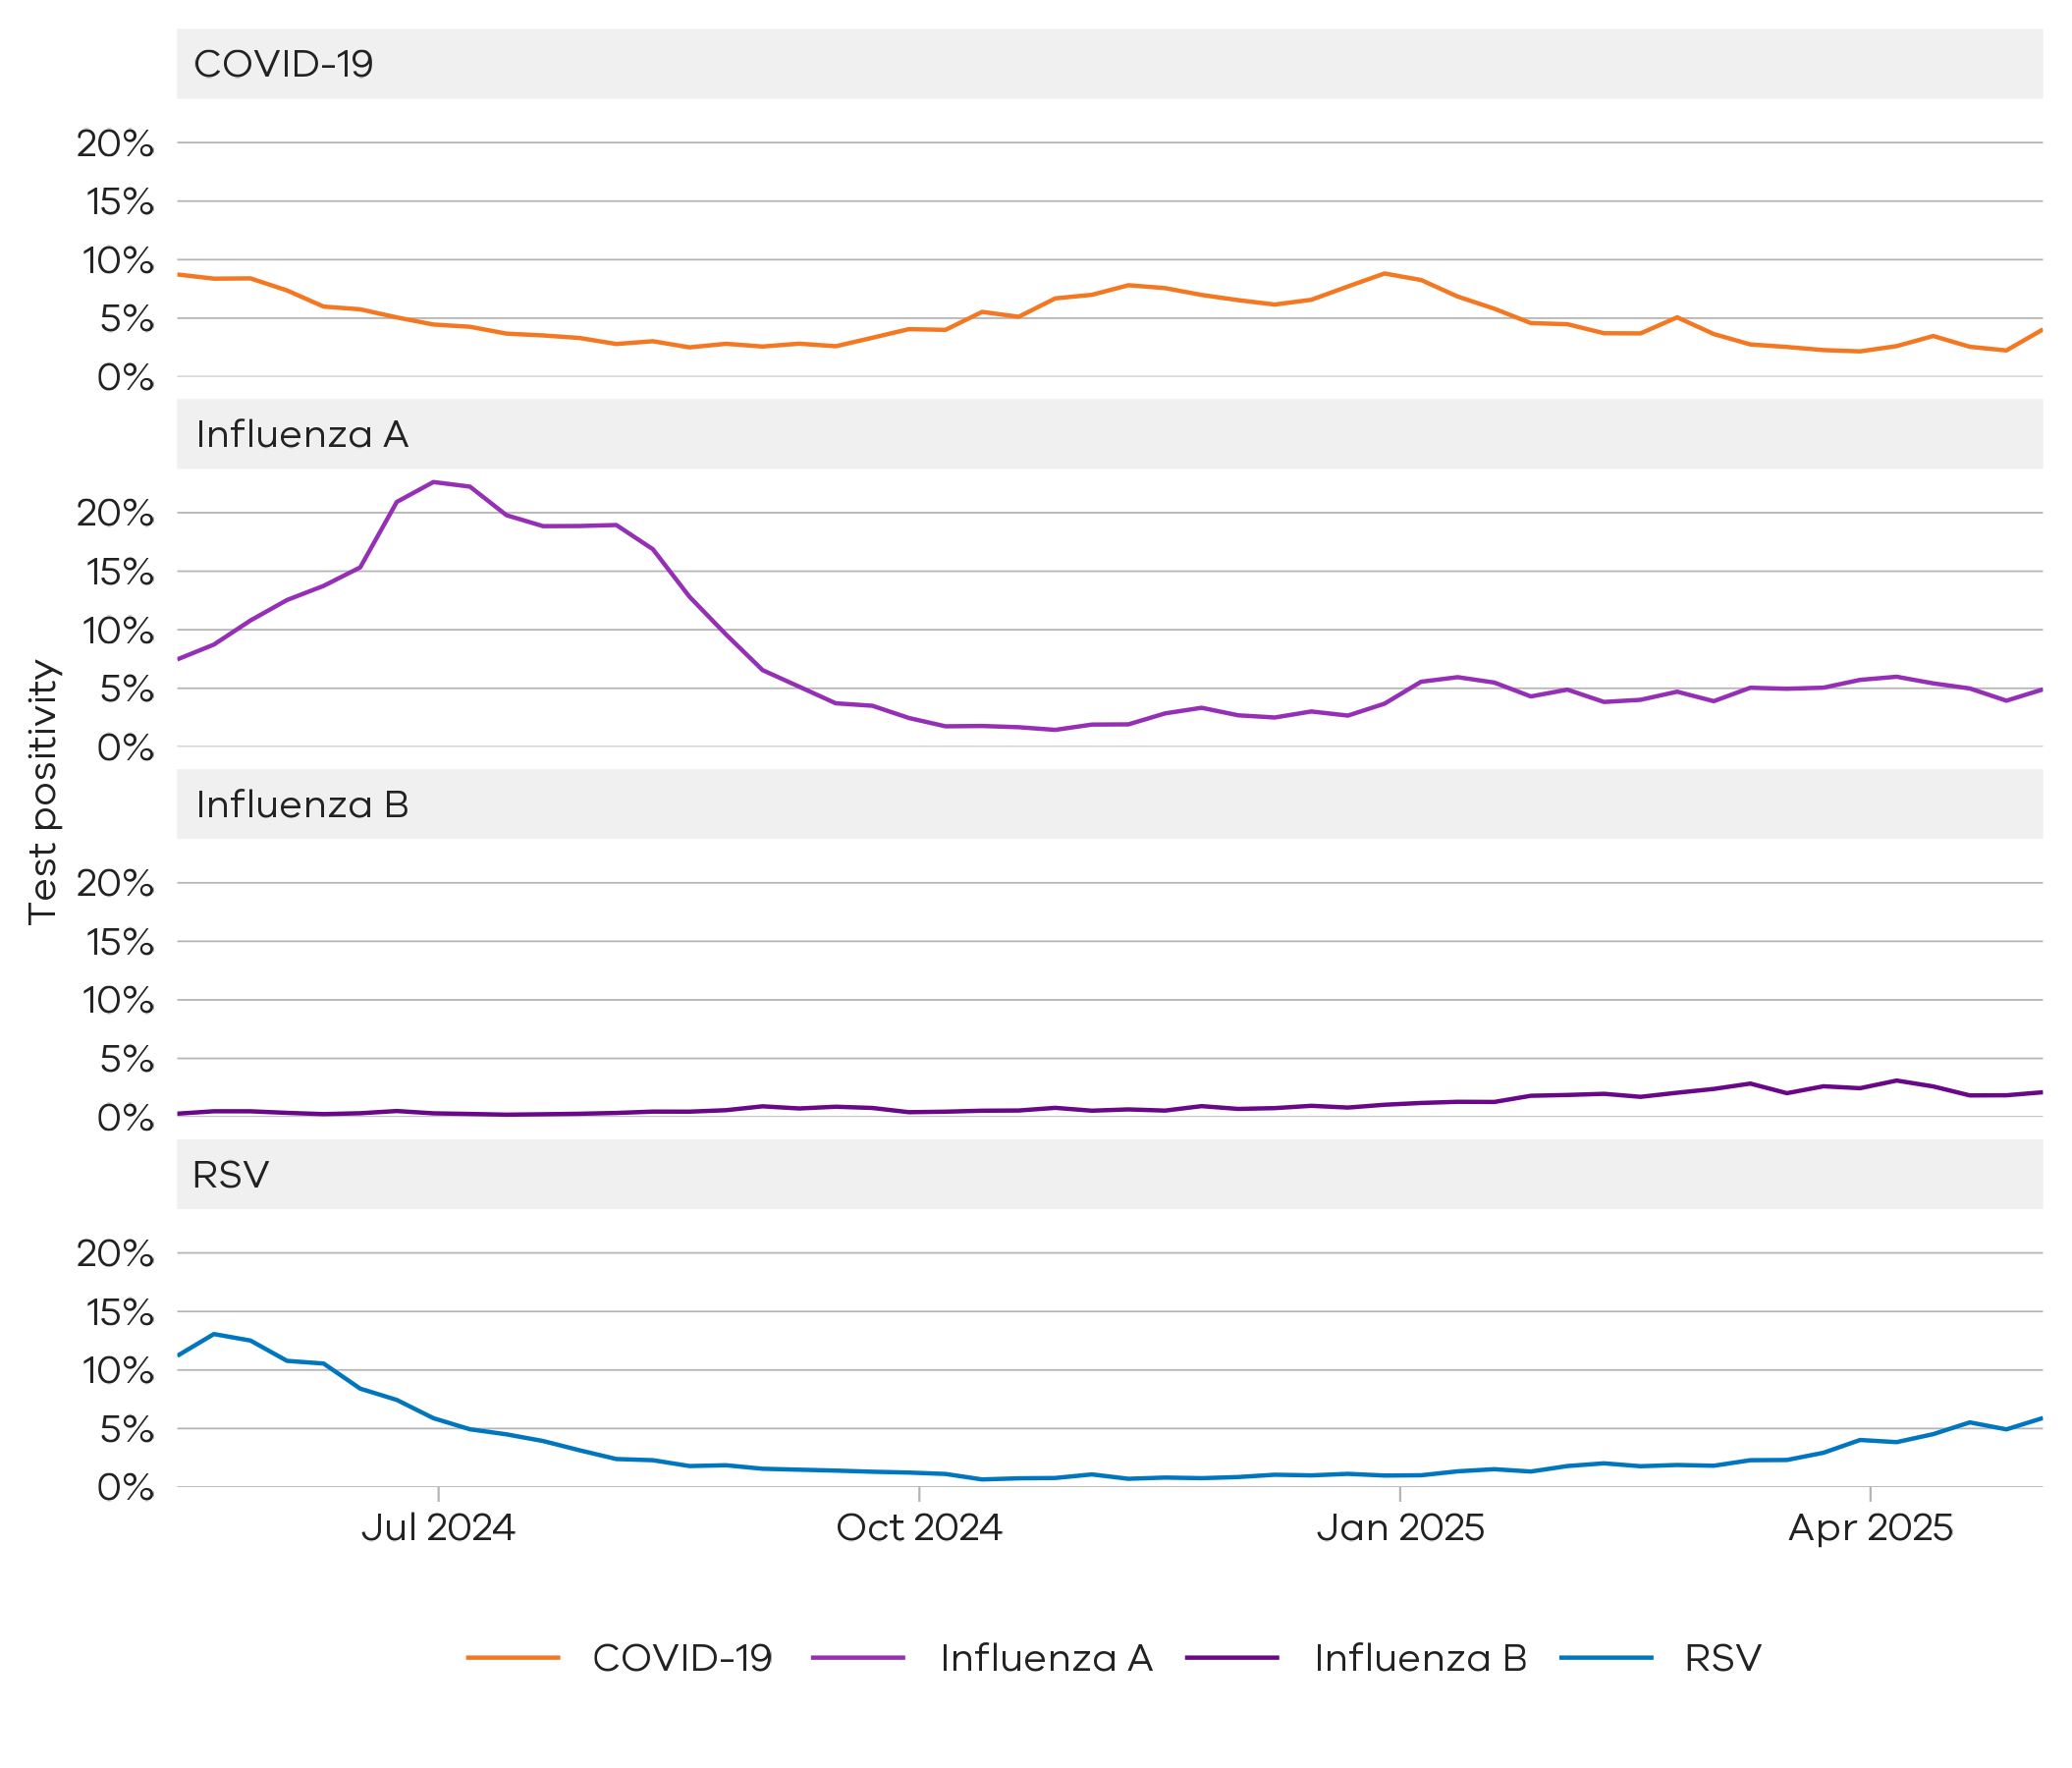 COVID-19
20%
15%
10%
5%
0%
Influenza A
20%
15%
10%
5%
0%
Test positivity
Influenza B
20%
15%
10%
5%
0%
RSV
20%
15%
10%
5%
0%
Jul 2024 Oct 2024 Jan 2025 Apr 2025
COVID-19 Influenza A Influenza B RSV